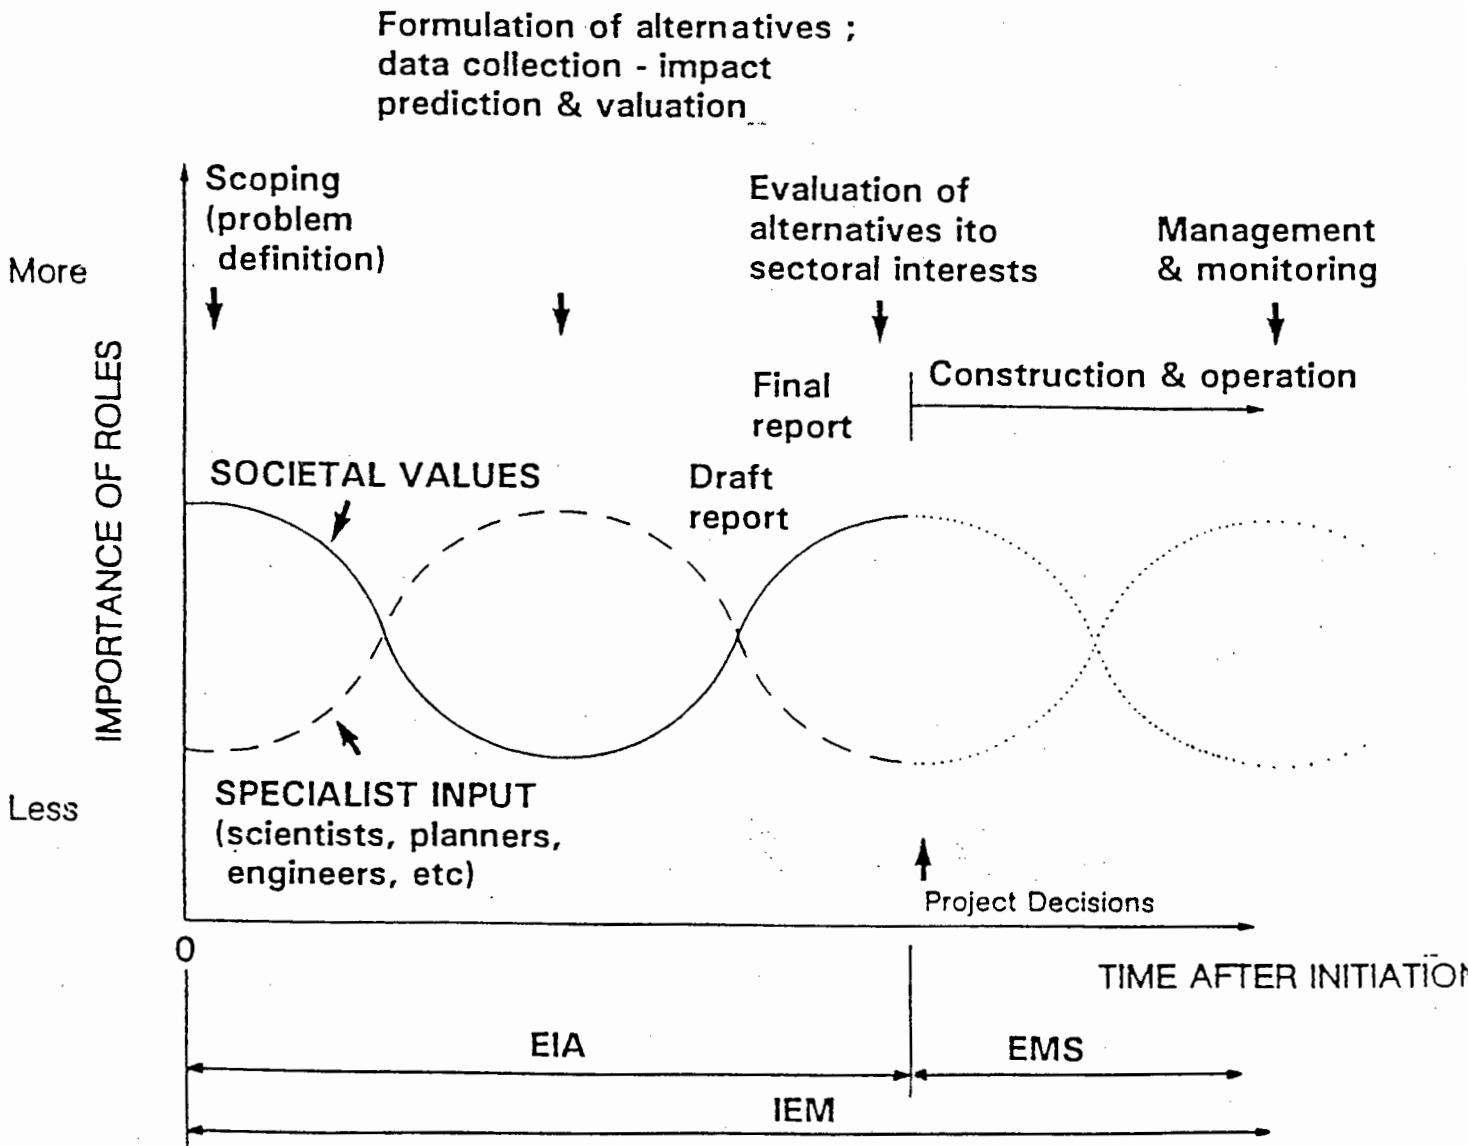 Formulation of alternatives ;
data collection - impact
prediction & valuation
Scoping
(problem
definition)
Evaluation of
alternatives ito
sectoral interests
Management
& monitoring
More
Final
report
Construction & operation
IMPORTANCE OF ROLES
SOCIETAL VALUES
Draft
report
SPECIALIST INPUT
(scientists, planners,
engineers, etc)
Less
Project Decisions
0
TIME AFTER INITIATION
EIA
EMS
IEM